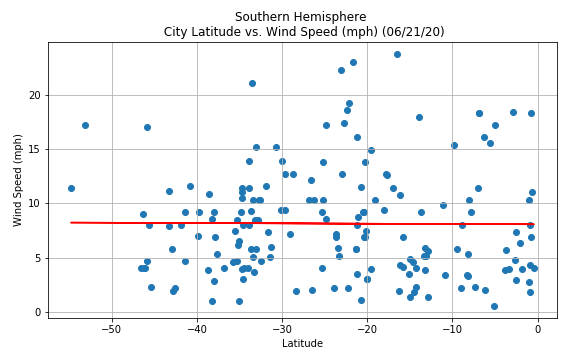 Southern Hemisphere
City Latitude vs. Wind Speed (mph) (06/21/20)
Wind Speed (mph)
20
15
10
5
0
−50
−40
−30
−20
−10
0
Latitude